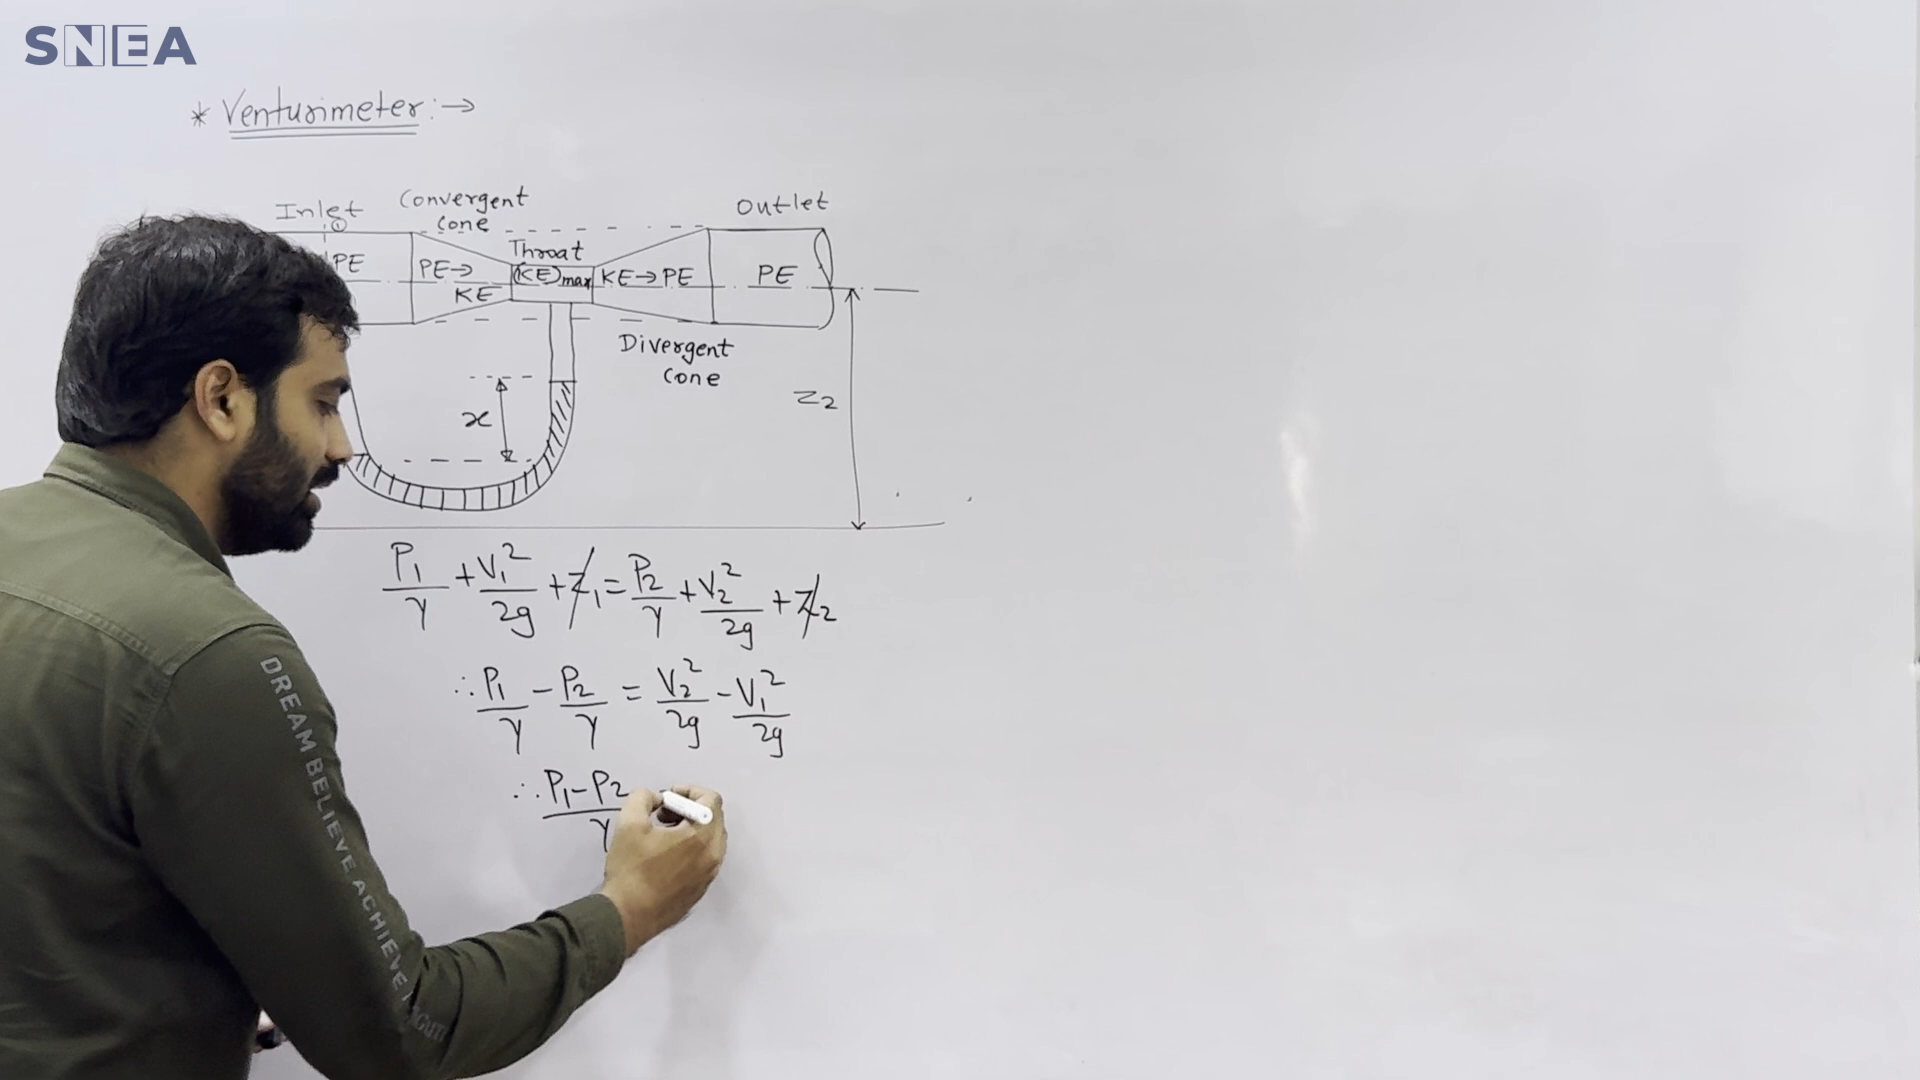 SNEA
* Venturimeter :→
Inlet
①
Convergent
Cone
Outlet
PE
PE→
KE
Throat
(KE)max
KE→PE
PE
Divergent
Cone
x
Z2
P1/γ + V1²/2g + Z1 = P2/γ + V2²/2g + Z2
∴ P1/γ − P2/γ = V2²/2g − V1²/2g
∴ P1−P2/γ
DREAM BELIEVE ACHIEVE